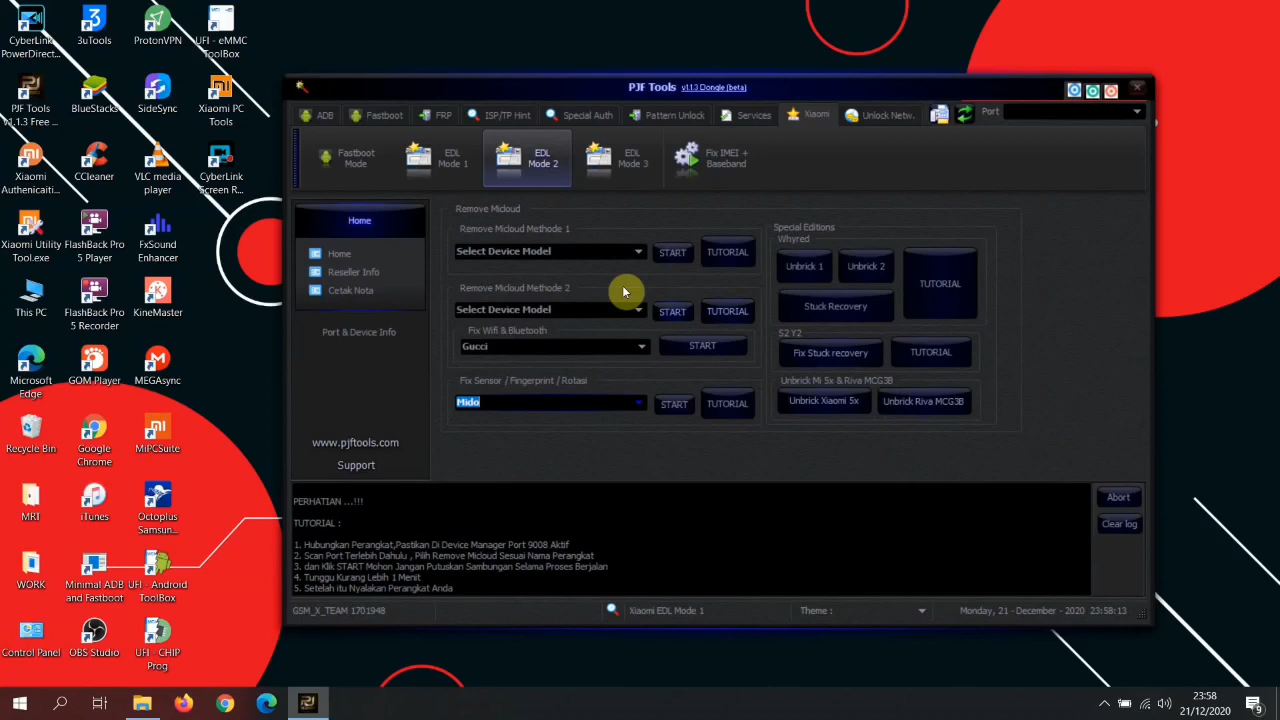 CyberLink
PowerDirect...
3uTools
ProtonVPN
UFI - eMMC
ToolBox
PJF Tools
V1.1.3 Free ...
BlueStacks
SideSync
Xiaomi PC
Tools
Xiaomi
Authenicati...
CCleaner
VLC media
player
CyberLink
Screen R...
Xiaomi Utility
Tool.exe
FlashBack Pro
5 Player
FxSound
Enhancer
This PC
FlashBack Pro
5 Recorder
KineMaster
Microsoft
Edge
GOM Player
MEGAsync
Recycle Bin
Google
Chrome
MiPCSuite
MRT
iTunes
Octoplus
Samsun...
WORK
Minimal ADB
and Fastboot
UFI - Android
ToolBox
Control Panel
OBS Studio
UFI - CHIP
Prog
PJF Tools v1.1.3 Dongle [beta]
ADB
Fastboot
FRP
ISP/TP Hint
Special Auth
Pattern Unlock
Services
Xiaomi
Unlock Netw.
Port
Fastboot
Mode
EDL
Mode 1
EDL
Mode 2
EDL
Mode 3
Fix IMEI +
Baseband
Home
Home
Reseller Info
Cetak Nota
Port & Device Info
www.pjftools.com
Support
Remove Micloud
Remove Micloud Methode 1
Select Device Model
START
TUTORIAL
Remove Micloud Methode 2
Select Device Model
START
TUTORIAL
Fix Wifi & Bluetooth
Gucci
START
Fix Sensor / Fingerprint / Rotasi
Mido
START
TUTORIAL
Special Editions
Whyred
Unbrick 1
Unbrick 2
TUTORIAL
Stuck Recovery
S2 Y2
Fix Stuck recovery
TUTORIAL
Unbrick Mi 5x & Riva MCG3B
Unbrick Xiaomi 5x
Unbrick Riva MCG3B
PERHATIAN ...!!!
TUTORIAL :
1. Hubungkan Perangkat,Pastikan Di Device Manager Port 9008 Aktif
2. Scan Port Terlebih Dahulu , Pilih Remove Micloud Sesuai Nama Perangkat
3. dan Klik START Mohon Jangan Putuskan Sambungan Selama Proses Berjalan
4. Tunggu Kurang Lebih 1 Menit
5. Setelah itu Nyalakan Perangkat Anda
Abort
Clear log
GSM_X_TEAM 1701948
Xiaomi EDL Mode 1
Theme :
Monday, 21 - December - 2020 23:58:13
23:58
21/12/2020
9